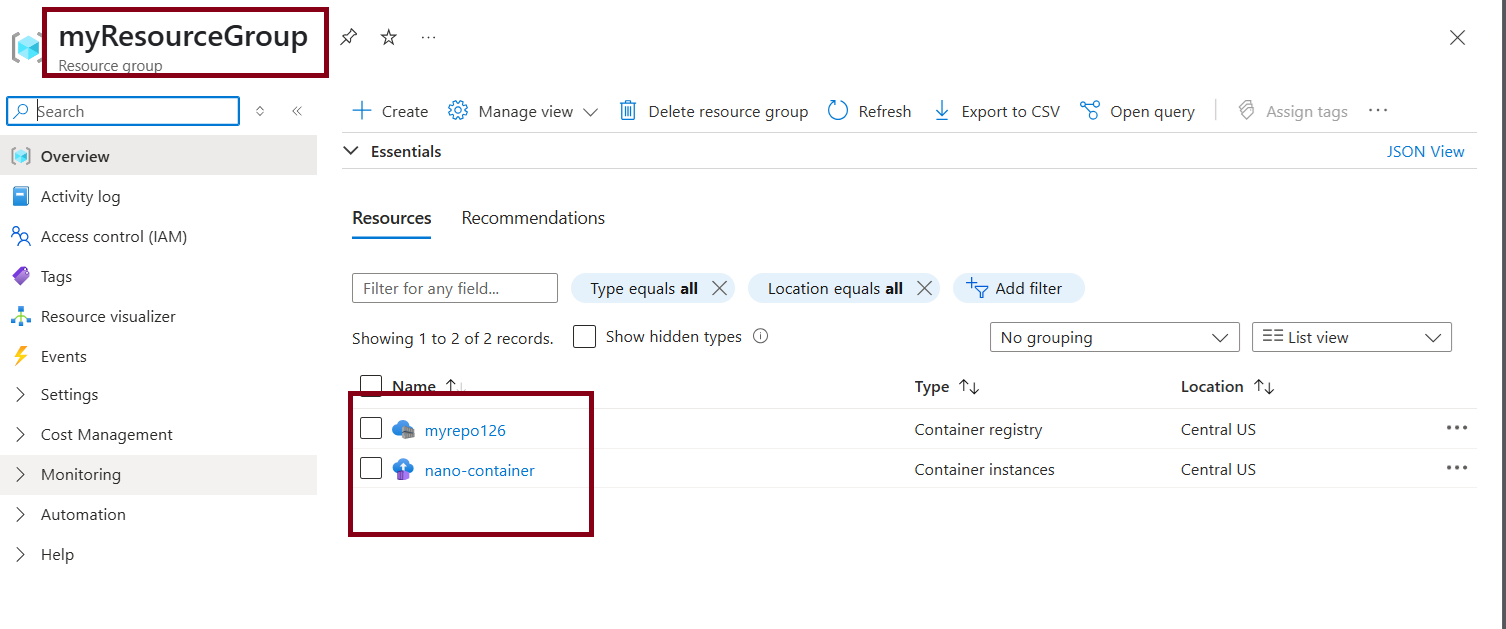 myResourceGroup
Resource group
Search
Overview
Activity log
Access control (IAM)
Tags
Resource visualizer
Events
Settings
Cost Management
Monitoring
Automation
Help
Create Manage view Delete resource group Refresh Export to CSV Open query Assign tags
Essentials JSON View
Resources Recommendations
Filter for any field... Type equals all Location equals all Add filter
Showing 1 to 2 of 2 records. Show hidden types No grouping List view
Name Type Location
myrepo126 Container registry Central US
nano-container Container instances Central US